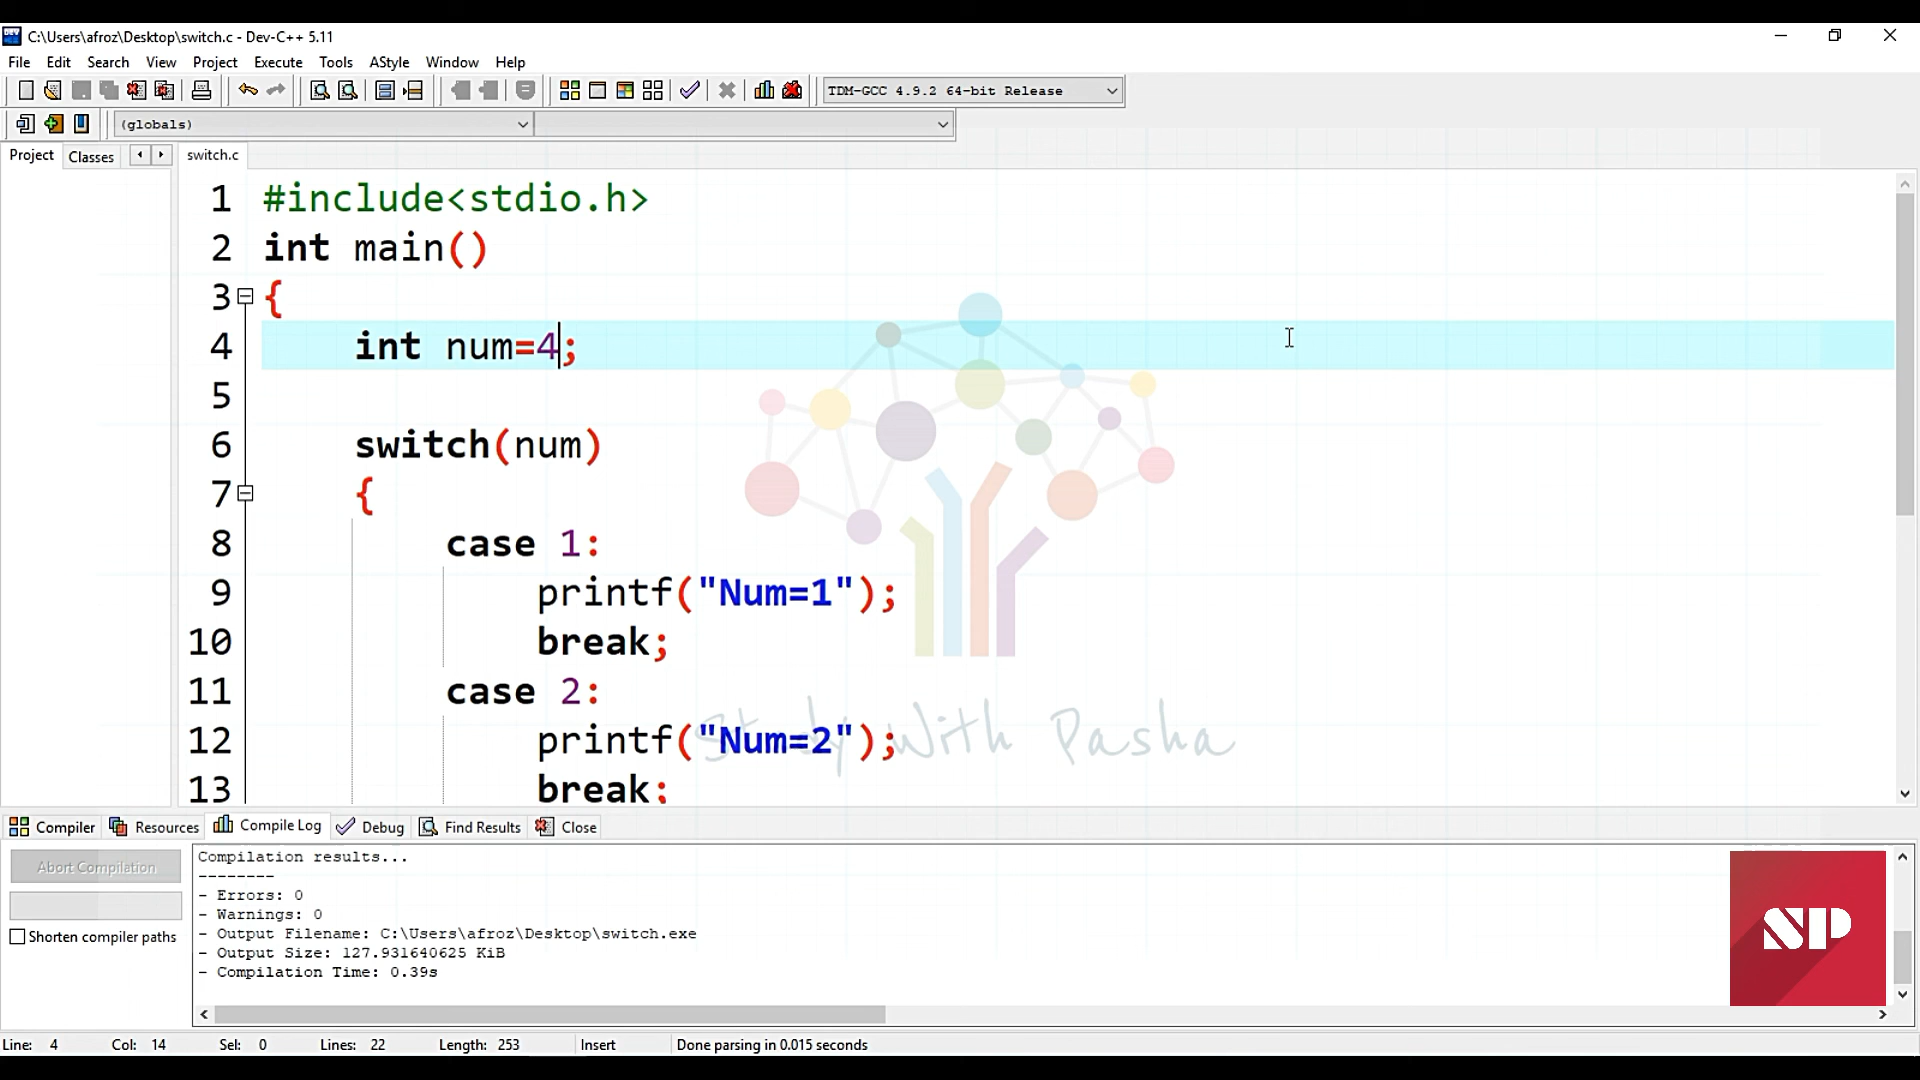 C:\Users\afroz\Desktop\switch.c - Dev-C++ 5.11
File Edit Search View Project Execute Tools AStyle Window Help
TDM-GCC 4.9.2 64-bit Release
(globals)
Project Classes switch.c
1 #include<stdio.h>
2 int main()
3 {
4 int num=4;
5
6 switch(num)
7 {
8 case 1:
9 printf("Num=1");
10 break;
11 case 2:
12 printf("Num=2");
13 break;
Study With Pasha
Compiler Resources Compile Log Debug Find Results Close
Abort Compilation
Shorten compiler paths
Compilation results...
--------
- Errors: 0
- Warnings: 0
- Output Filename: C:\Users\afroz\Desktop\switch.exe
- Output Size: 127.931640625 KiB
- Compilation Time: 0.39s
SP
Line: 4 Col: 14 Sel: 0 Lines: 22 Length: 253 Insert Done parsing in 0.015 seconds